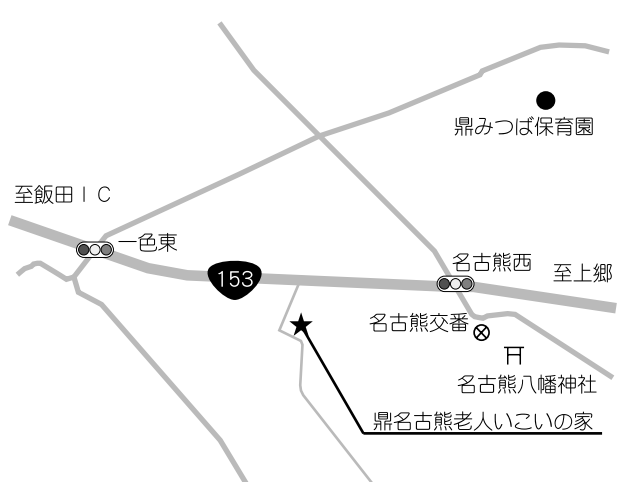 鼎みつば保育園
至飯田IC
一色東
名古熊西
至上郷
153
名古熊交番
名古熊八幡神社
鼎名古熊老人いこいの家